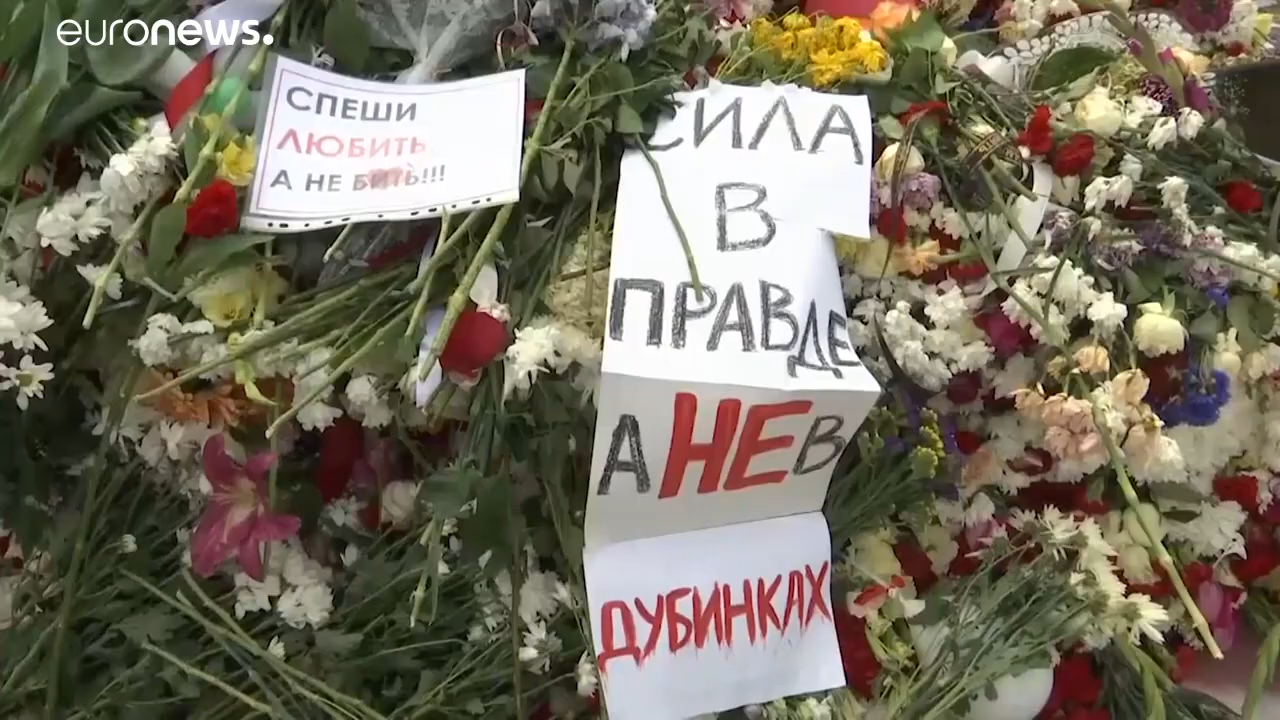 euronews.
СПЕШИ
ЛЮБИТЬ
А НЕ БИТЬ!!!
СИЛА
В
ПРАВДЕ
А НЕ В
ДУБИНКАХ